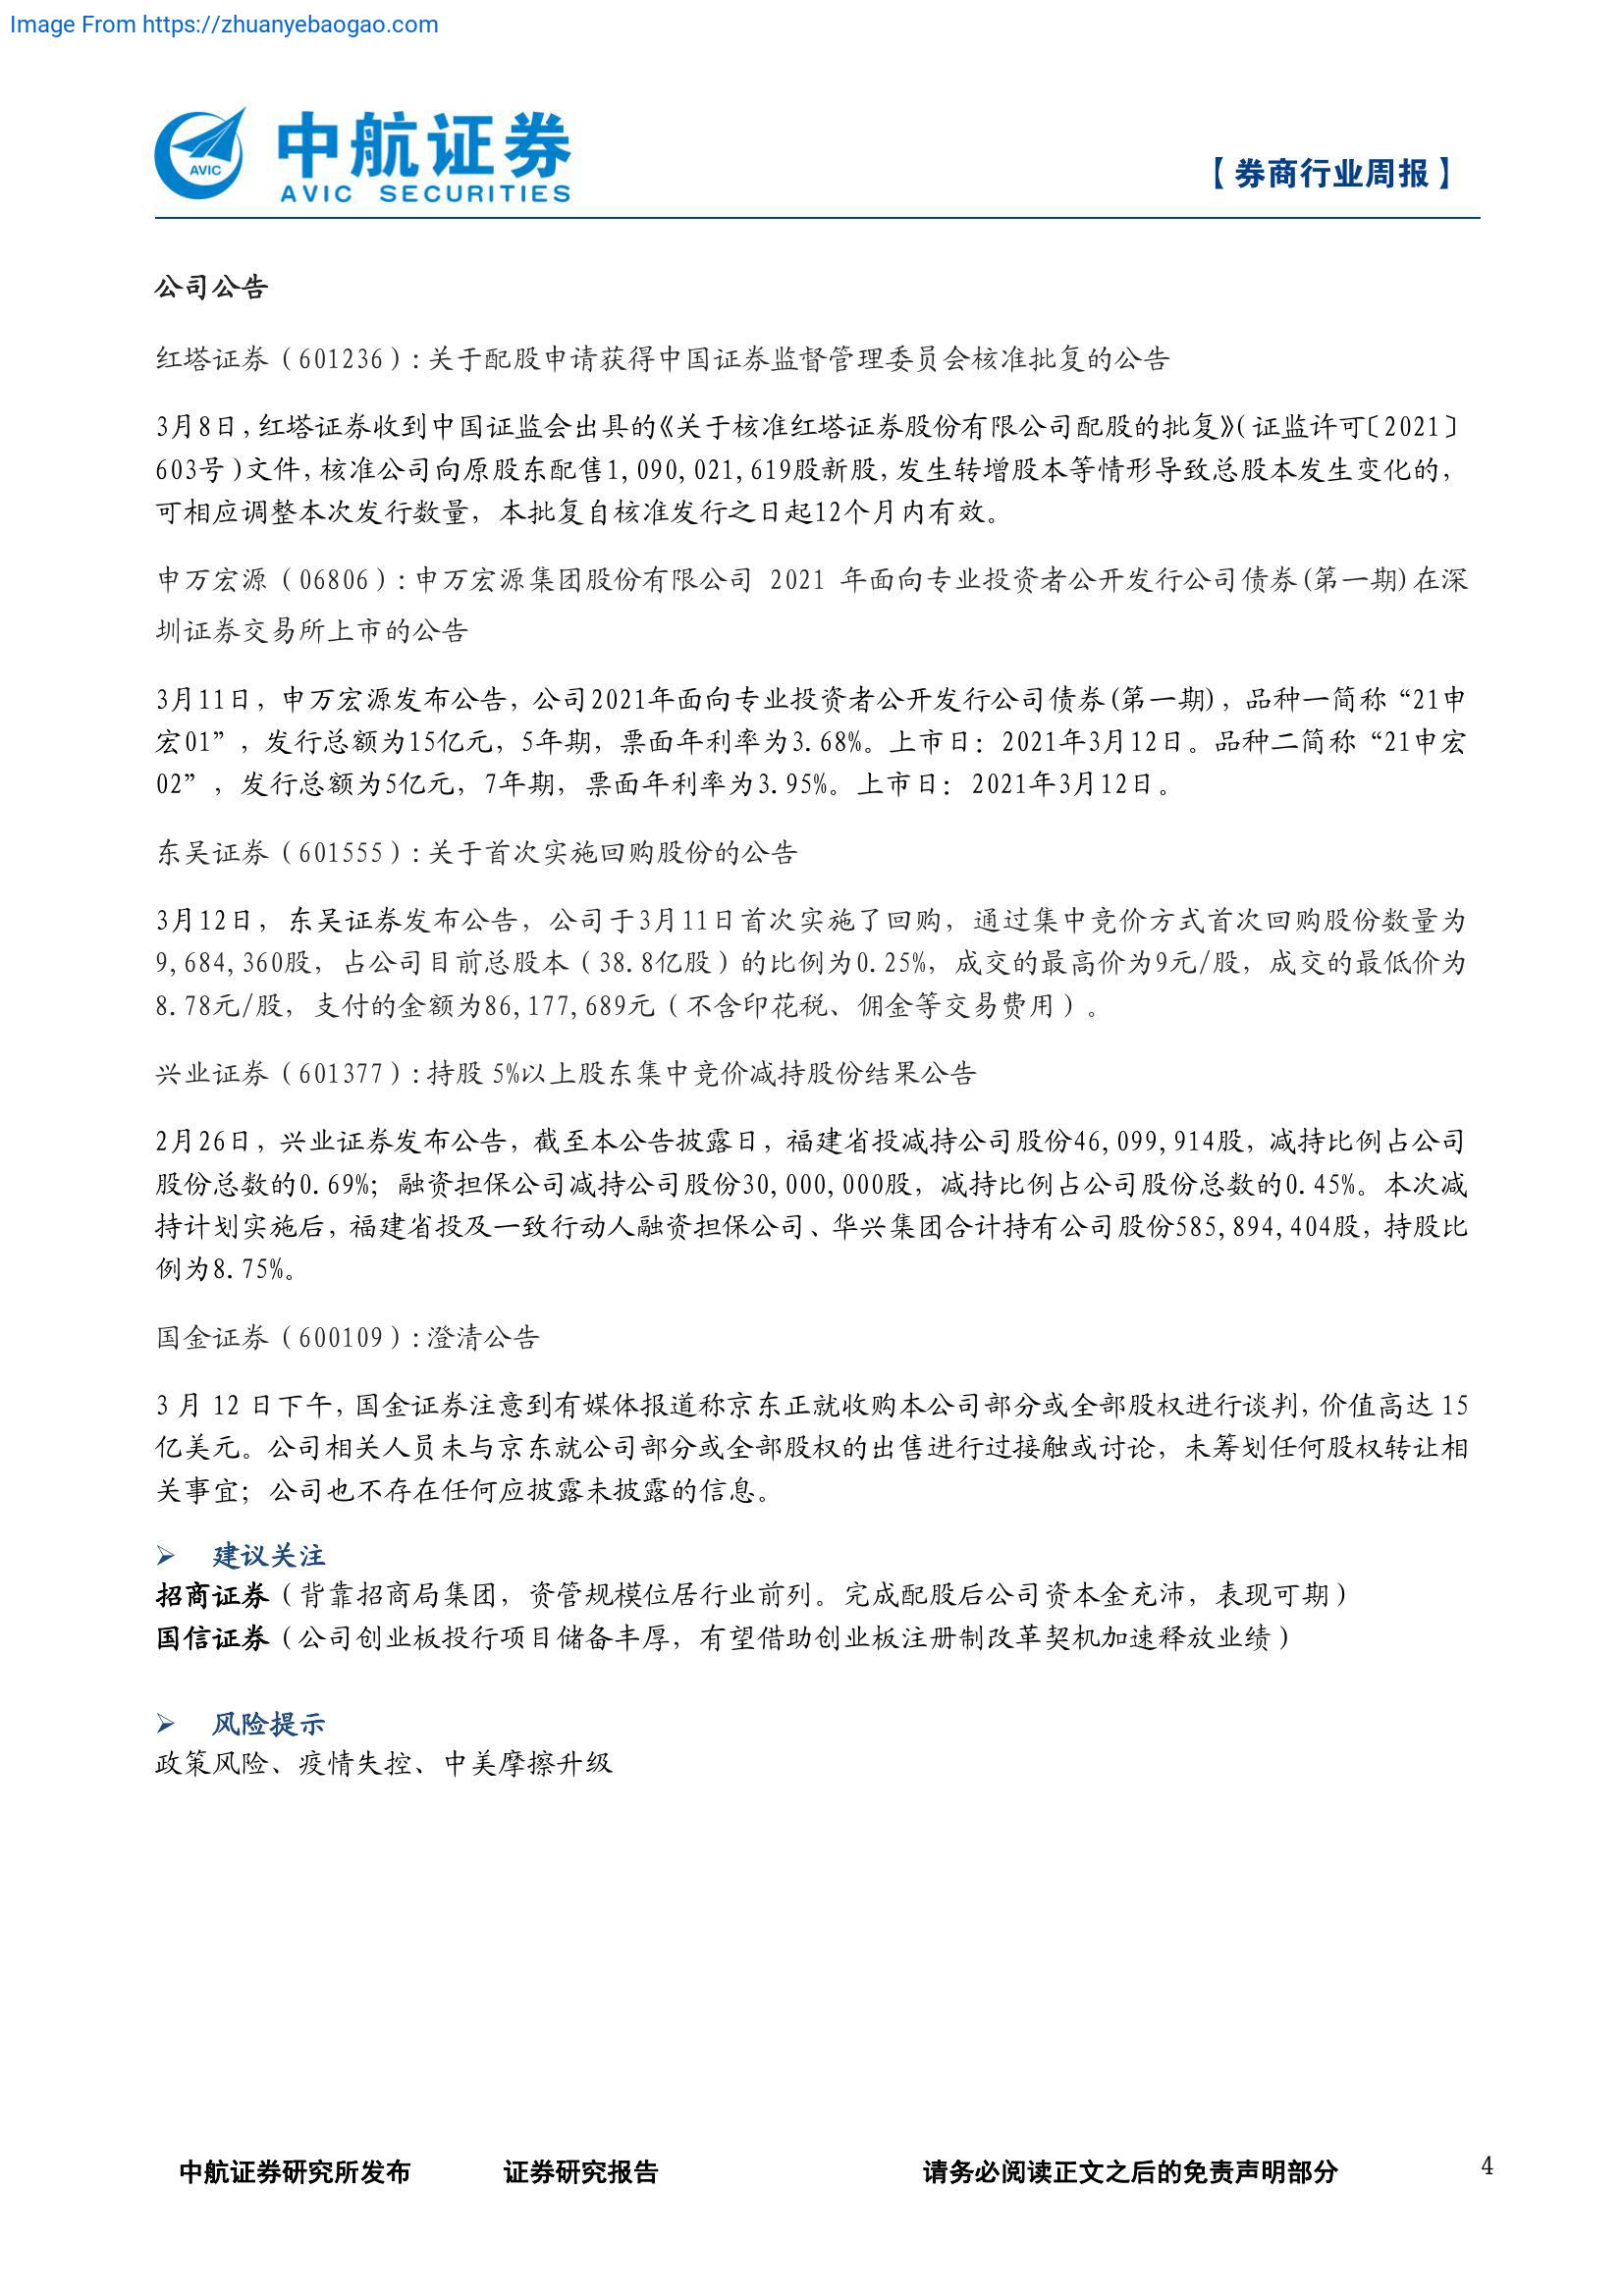 Image From https://zhuanyebaogao.com
中航证券
AVIC
AVIC SECURITIES
【券商行业周报】
公司公告
红塔证券（601236）:关于配股申请获得中国证券监督管理委员会核准批复的公告
3月8日，红塔证券收到中国证监会出具的《关于核准红塔证券股份有限公司配股的批复》（证监许可〔2021〕
603号）文件，核准公司向原股东配售1,090,021,619股新股，发生转增股本等情形导致总股本发生变化的，
可相应调整本次发行数量，本批复自核准发行之日起12个月内有效。
申万宏源（06806）:申万宏源集团股份有限公司 2021 年面向专业投资者公开发行公司债券(第一期)在深
圳证券交易所上市的公告
3月11日，申万宏源发布公告，公司2021年面向专业投资者公开发行公司债券(第一期)，品种一简称“21申
宏01”，发行总额为15亿元，5年期，票面年利率为3.68%。上市日：2021年3月12日。品种二简称“21申宏
02”，发行总额为5亿元，7年期，票面年利率为3.95%。上市日：2021年3月12日。
东吴证券（601555）:关于首次实施回购股份的公告
3月12日，东吴证券发布公告，公司于3月11日首次实施了回购，通过集中竞价方式首次回购股份数量为
9,684,360股，占公司目前总股本（38.8亿股）的比例为0.25%，成交的最高价为9元/股，成交的最低价为
8.78元/股，支付的金额为86,177,689元（不含印花税、佣金等交易费用）。
兴业证券（601377）:持股 5%以上股东集中竞价减持股份结果公告
2月26日，兴业证券发布公告，截至本公告披露日，福建省投减持公司股份46,099,914股，减持比例占公司
股份总数的0.69%；融资担保公司减持公司股份30,000,000股，减持比例占公司股份总数的0.45%。本次减
持计划实施后，福建省投及一致行动人融资担保公司、华兴集团合计持有公司股份585,894,404股，持股比
例为8.75%。
国金证券（600109）:澄清公告
3 月 12 日下午，国金证券注意到有媒体报道称京东正就收购本公司部分或全部股权进行谈判，价值高达 15
亿美元。公司相关人员未与京东就公司部分或全部股权的出售进行过接触或讨论，未筹划任何股权转让相
关事宜；公司也不存在任何应披露未披露的信息。
➢ 建议关注
招商证券（背靠招商局集团，资管规模位居行业前列。完成配股后公司资本金充沛，表现可期）
国信证券（公司创业板投行项目储备丰厚，有望借助创业板注册制改革契机加速释放业绩）
➢ 风险提示
政策风险、疫情失控、中美摩擦升级
中航证券研究所发布 证券研究报告 请务必阅读正文之后的免责声明部分 4